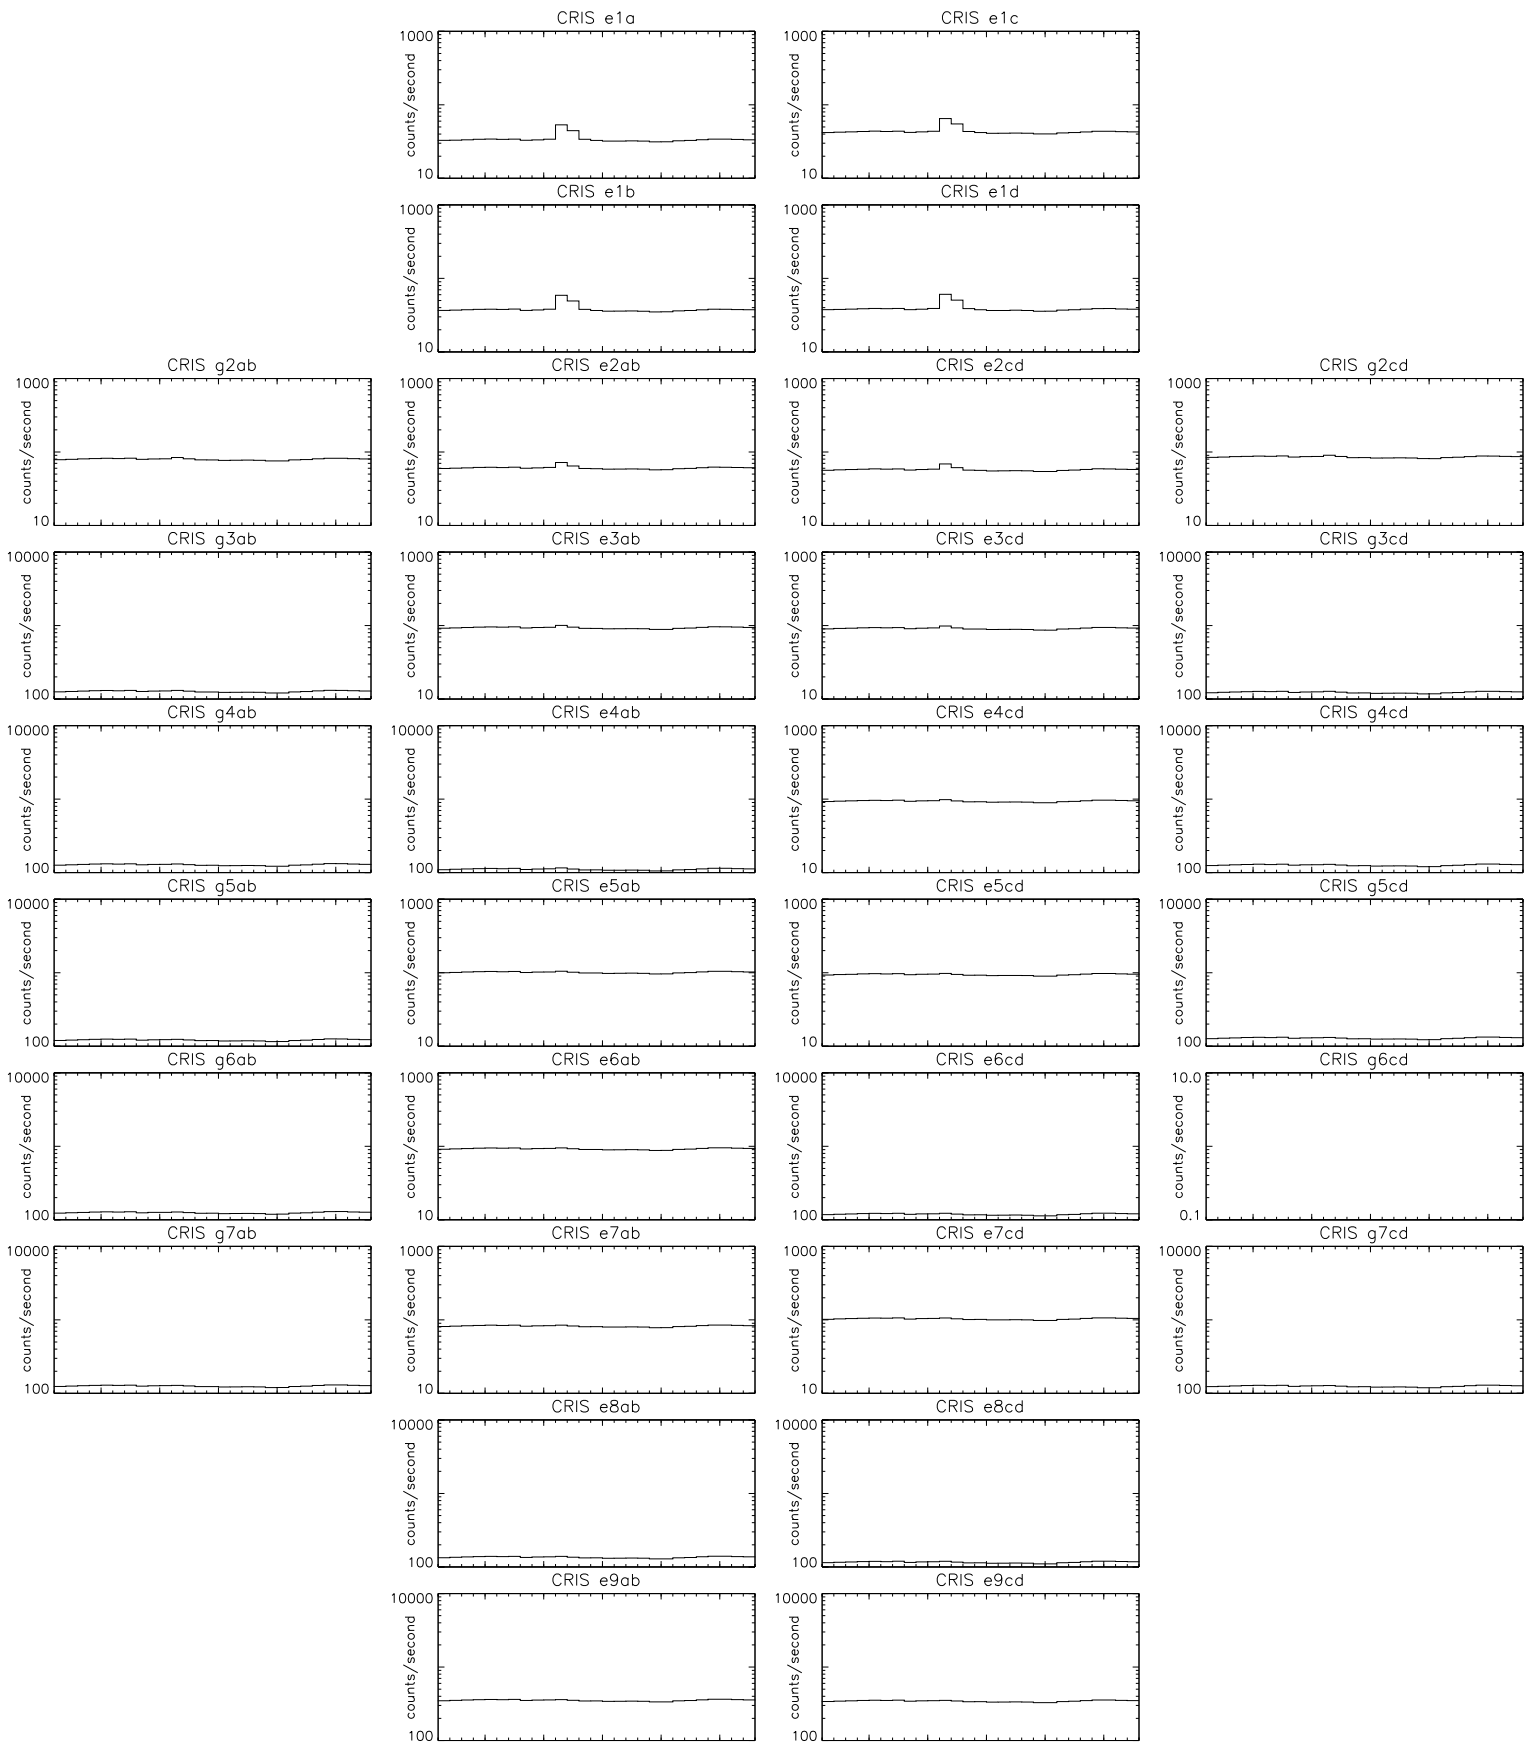 CRIS e1a
CRIS e1c
1000
counts/second
10
1000
counts/second
10
CRIS e1b
CRIS e1d
1000
counts/second
10
1000
counts/second
10
CRIS g2ab
CRIS e2ab
CRIS e2cd
CRIS g2cd
1000
counts/second
10
1000
counts/second
10
1000
counts/second
10
1000
counts/second
10
CRIS g3ab
CRIS e3ab
CRIS e3cd
CRIS g3cd
10000
counts/second
100
1000
counts/second
10
1000
counts/second
10
10000
counts/second
100
CRIS g4ab
CRIS e4ab
CRIS e4cd
CRIS g4cd
10000
counts/second
100
10000
counts/second
100
1000
counts/second
10
10000
counts/second
100
CRIS g5ab
CRIS e5ab
CRIS e5cd
CRIS g5cd
10000
counts/second
100
1000
counts/second
10
1000
counts/second
10
10000
counts/second
100
CRIS g6ab
CRIS e6ab
CRIS e6cd
CRIS g6cd
10000
counts/second
100
1000
counts/second
10
10000
counts/second
100
10.0
counts/second
0.1
CRIS g7ab
CRIS e7ab
CRIS e7cd
CRIS g7cd
10000
counts/second
100
1000
counts/second
10
1000
counts/second
10
10000
counts/second
100
CRIS e8ab
CRIS e8cd
10000
counts/second
100
10000
counts/second
100
CRIS e9ab
CRIS e9cd
10000
counts/second
100
10000
counts/second
100